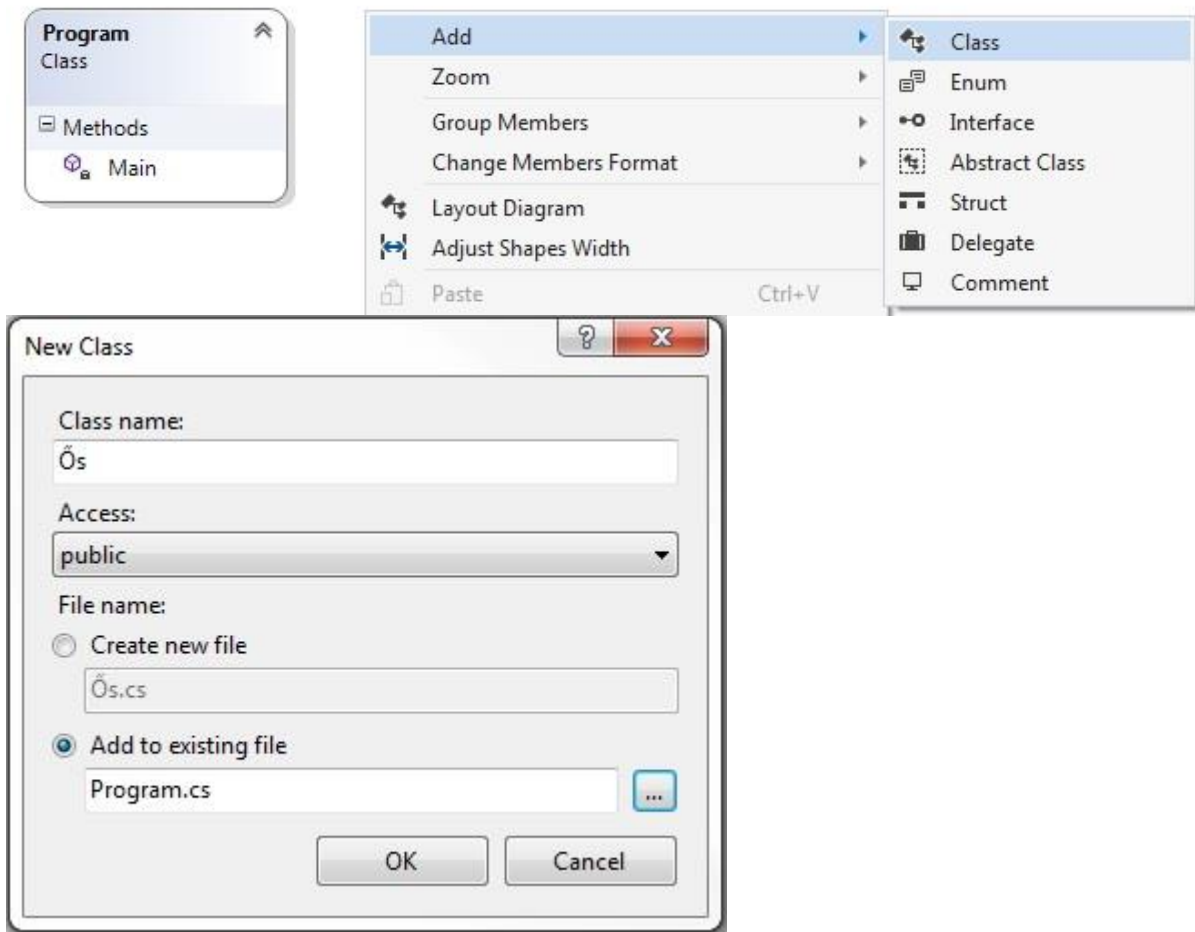 Program
Class
Methods
Main
Add
Zoom
Group Members
Change Members Format
Layout Diagram
Adjust Shapes Width
Paste Ctrl+V
Class
Enum
Interface
Abstract Class
Struct
Delegate
Comment
New Class
Class name:
Ős
Access:
public
File name:
Create new file
Ős.cs
Add to existing file
Program.cs
...
OK Cancel